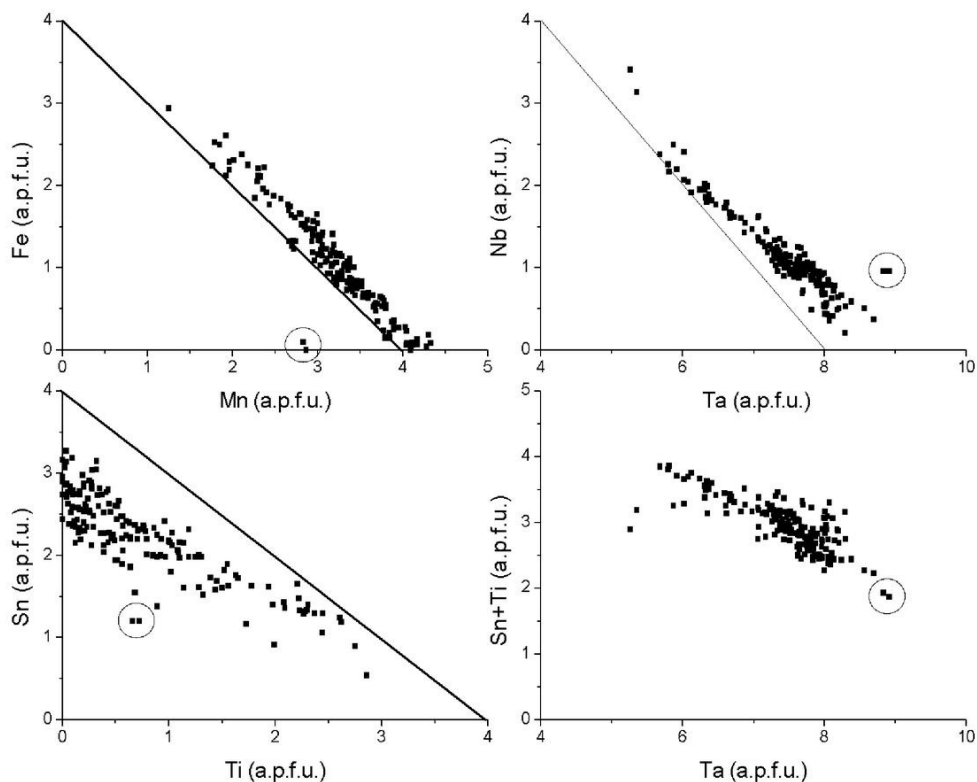 4
3
2
1
0
Fe (a.p.f.u.)
0 1 2 3 4 5
Mn (a.p.f.u.)
4
3
2
1
0
Nb (a.p.f.u.)
4 6 8 10
Ta (a.p.f.u.)
4
3
2
1
0
Sn (a.p.f.u.)
0 1 2 3 4
Ti (a.p.f.u.)
5
4
3
2
1
0
Sn+Ti (a.p.f.u.)
4 6 8 10
Ta (a.p.f.u.)